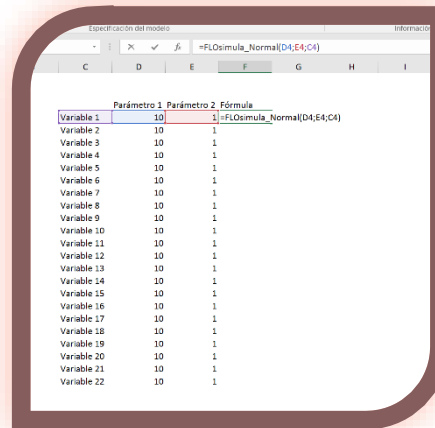 Especificación del modelo Información
=FLOsimula_Normal(D4;E4;C4)
C D E F G H I
Parámetro 1 Parámetro 2 Fórmula
Variable 1 10 1 =FLOsimula_Normal(D4;E4;C4)
Variable 2 10 1
Variable 3 10 1
Variable 4 10 1
Variable 5 10 1
Variable 6 10 1
Variable 7 10 1
Variable 8 10 1
Variable 9 10 1
Variable 10 10 1
Variable 11 10 1
Variable 12 10 1
Variable 13 10 1
Variable 14 10 1
Variable 15 10 1
Variable 16 10 1
Variable 17 10 1
Variable 18 10 1
Variable 19 10 1
Variable 20 10 1
Variable 21 10 1
Variable 22 10 1